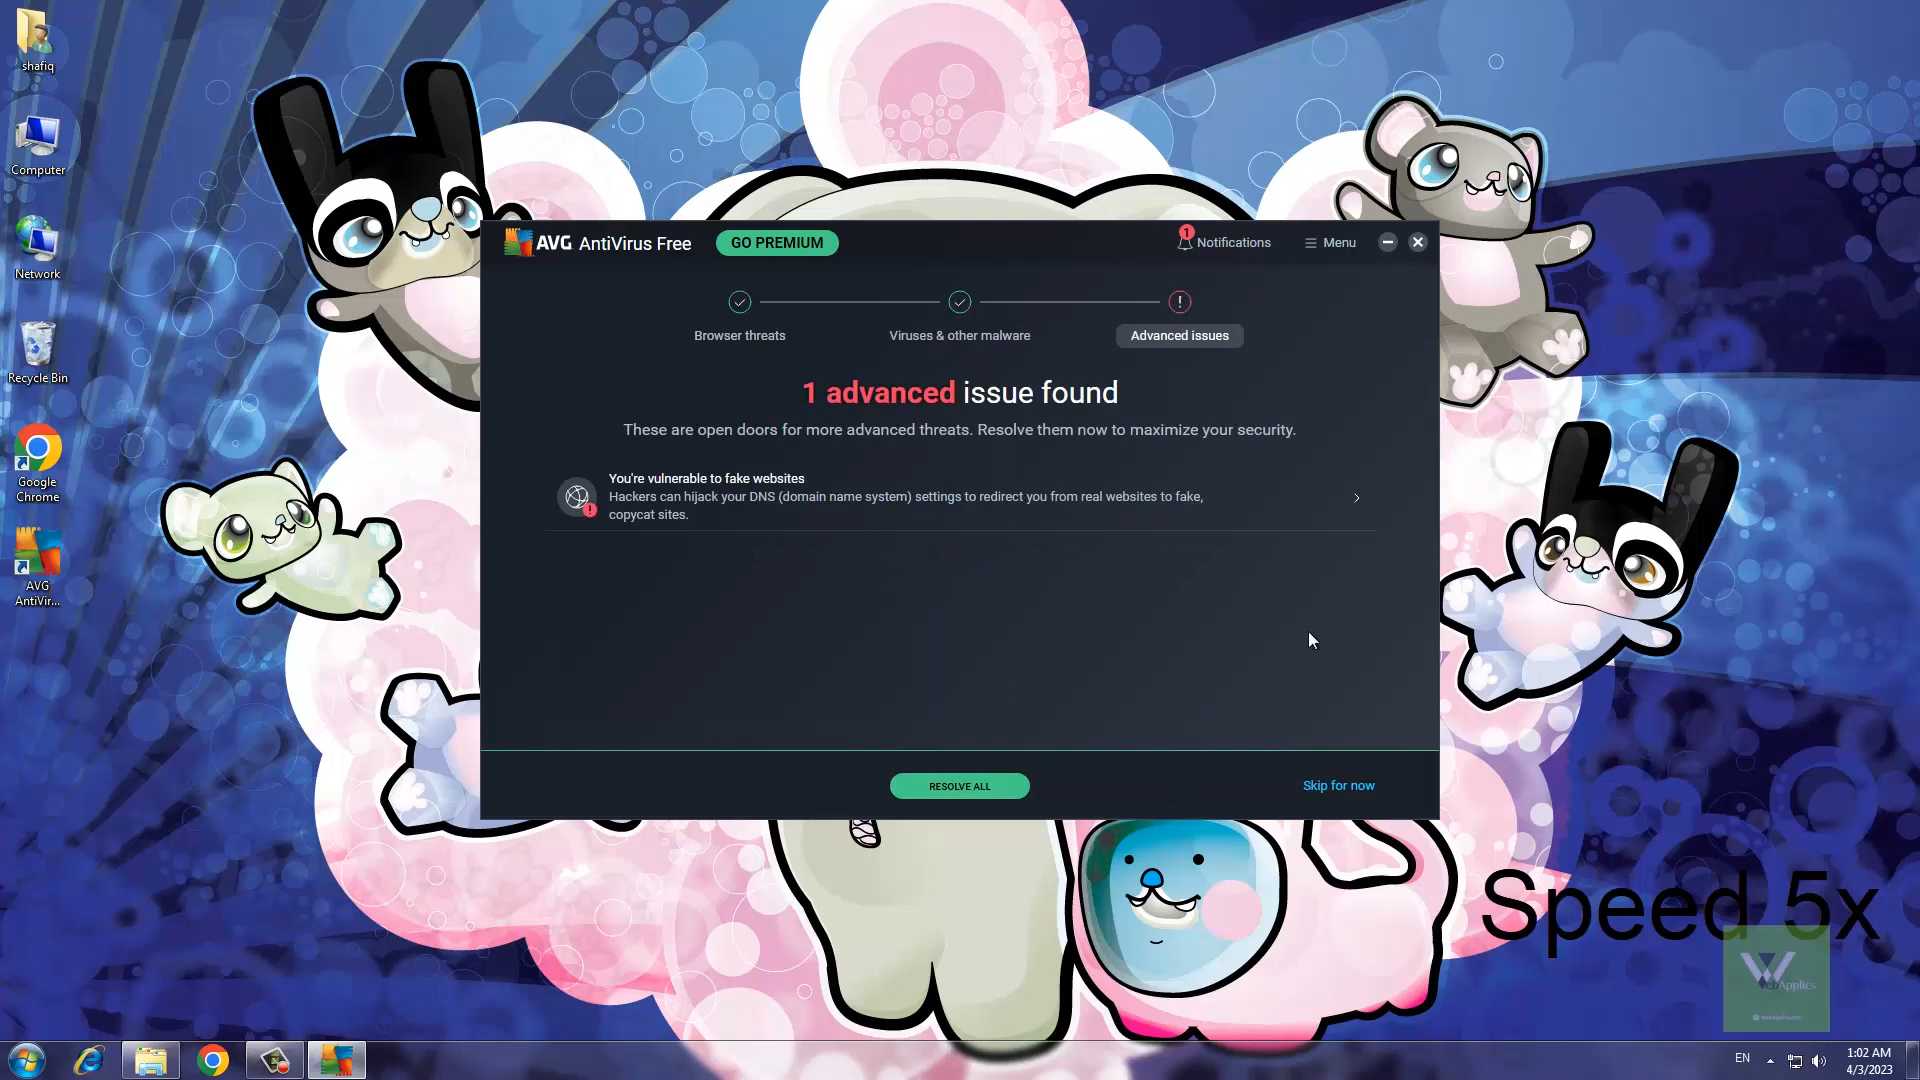 shafiq
Computer
Network
Recycle Bin
Google
Chrome
AVG
AntiVir...
AVG AntiVirus Free
GO PREMIUM
1
Notifications
Menu
Browser threats
Viruses & other malware
!
Advanced issues
1 advanced issue found
These are open doors for more advanced threats. Resolve them now to maximize your security.
You're vulnerable to fake websites
Hackers can hijack your DNS (domain name system) settings to redirect you from real websites to fake,
copycat sites.
RESOLVE ALL
Skip for now
Speed 5x
WebApplics
EN
1:02 AM
4/3/2023